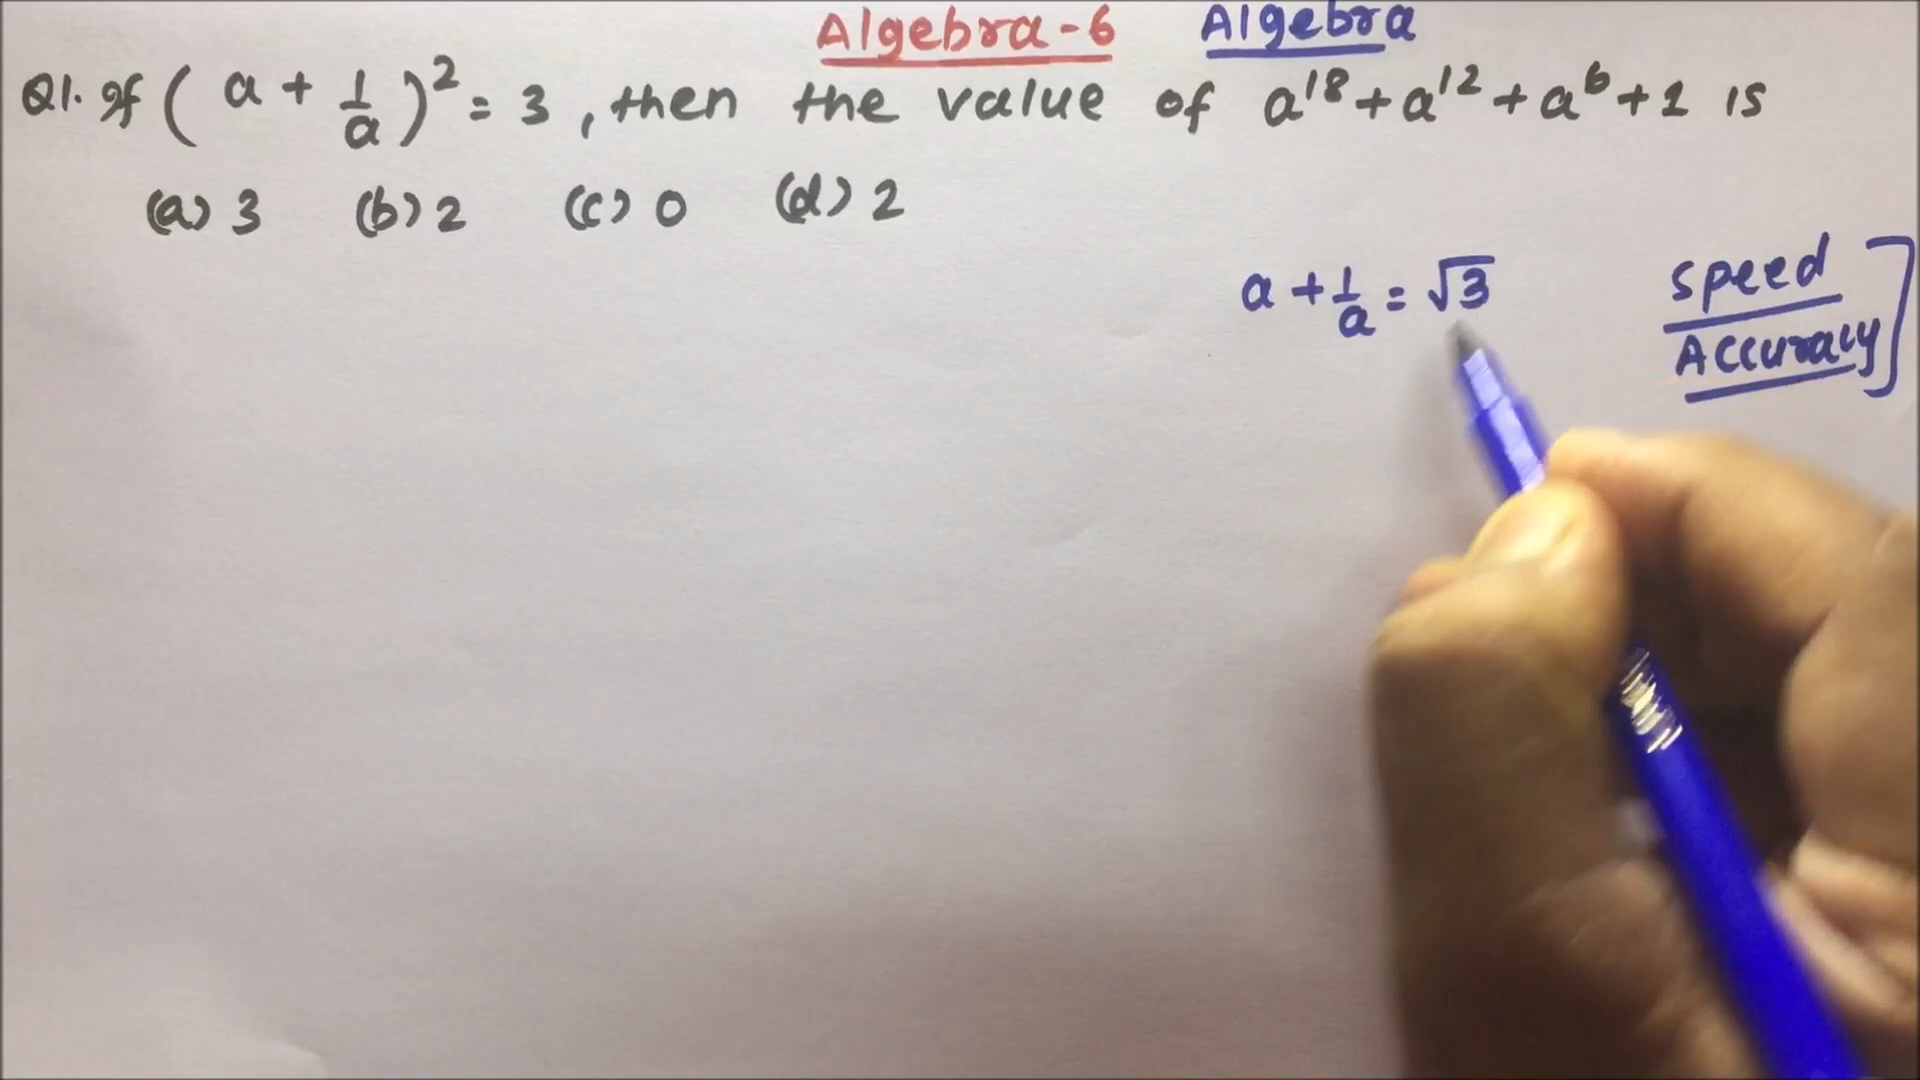 Algebra-6 Algebra
Q1. If (a + 1/a)² = 3, then the value of a¹⁸ + a¹² + a⁶ + 1 is
(a) 3 (b) 2 (c) 0 (d) 2
a + 1/a = √3
Speed
Accuracy